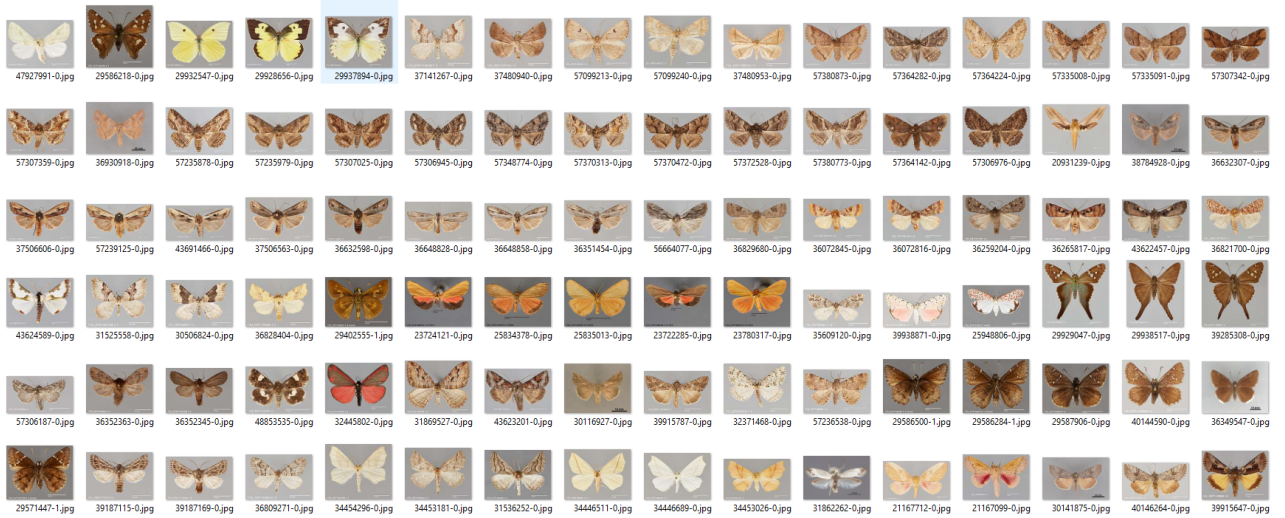 47927991-0.jpg 29586218-0.jpg 29932547-0.jpg 29928656-0.jpg 29937894-0.jpg 37141267-0.jpg 37480940-0.jpg 57099213-0.jpg 57099240-0.jpg 37480953-0.jpg 57380873-0.jpg 57364282-0.jpg 57364224-0.jpg 57335008-0.jpg 57335091-0.jpg 57307342-0.jpg
57307359-0.jpg 36930918-0.jpg 57235878-0.jpg 57235979-0.jpg 57307025-0.jpg 57306945-0.jpg 57348774-0.jpg 57370313-0.jpg 57370472-0.jpg 57372528-0.jpg 57380773-0.jpg 57364142-0.jpg 57306976-0.jpg 20931239-0.jpg 38784928-0.jpg 36632307-0.jpg
37506606-0.jpg 57239125-0.jpg 43691466-0.jpg 37506563-0.jpg 36632598-0.jpg 36648828-0.jpg 36648858-0.jpg 36351454-0.jpg 56664077-0.jpg 36829680-0.jpg 36072845-0.jpg 36072816-0.jpg 36259204-0.jpg 36265817-0.jpg 43622457-0.jpg 36821700-0.jpg
43624589-0.jpg 31525558-0.jpg 30506824-0.jpg 36828404-0.jpg 29402555-1.jpg 23724121-0.jpg 25834378-0.jpg 25835013-0.jpg 23722285-0.jpg 23780317-0.jpg 35609120-0.jpg 39938871-0.jpg 25948806-0.jpg 29929047-0.jpg 29938517-0.jpg 39285308-0.jpg
57306187-0.jpg 36352363-0.jpg 36352345-0.jpg 48853535-0.jpg 32445802-0.jpg 31869527-0.jpg 43623201-0.jpg 30116927-0.jpg 39915787-0.jpg 32371468-0.jpg 57236538-0.jpg 29586500-1.jpg 29586284-1.jpg 29587906-0.jpg 40144590-0.jpg 36349547-0.jpg
29571447-1.jpg 39187115-0.jpg 39187169-0.jpg 36809271-0.jpg 34454296-0.jpg 34453181-0.jpg 31536252-0.jpg 34446511-0.jpg 34446689-0.jpg 34453026-0.jpg 31862262-0.jpg 21167712-0.jpg 21167099-0.jpg 30141875-0.jpg 40146264-0.jpg 39915647-0.jpg